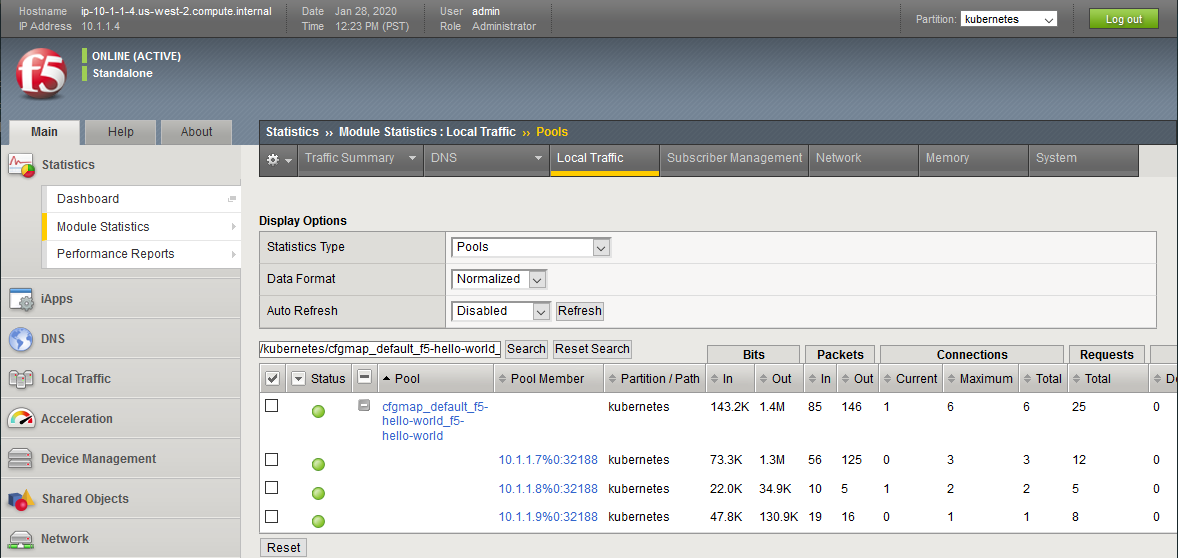 Hostname ip-10-1-1-4.us-west-2.compute.internal Date Jan 28, 2020 User admin
IP Address 10.1.1.4 Time 12:23 PM (PST) Role Administrator
Partition: kubernetes Log out
f5
ONLINE (ACTIVE)
Standalone
Main Help About
Statistics
Dashboard
Module Statistics
Performance Reports
iApps
DNS
Local Traffic
Acceleration
Device Management
Shared Objects
Network
Statistics ›› Module Statistics : Local Traffic ›› Pools
Traffic Summary DNS Local Traffic Subscriber Management Network Memory System
Display Options
Statistics Type Pools
Data Format Normalized
Auto Refresh Disabled Refresh
/kubernetes/cfgmap_default_f5-hello-world_ Search Reset Search
Bits Packets Connections Requests
Status Pool Pool Member Partition / Path In Out In Out Current Maximum Total Total
cfgmap_default_f5- kubernetes 143.2K 1.4M 85 146 1 6 6 25 0
hello-world_f5-
hello-world
10.1.1.7%0:32188 kubernetes 73.3K 1.3M 56 125 0 3 3 12 0
10.1.1.8%0:32188 kubernetes 22.0K 34.9K 10 5 1 2 2 5 0
10.1.1.9%0:32188 kubernetes 47.8K 130.9K 19 16 0 1 1 8 0
Reset